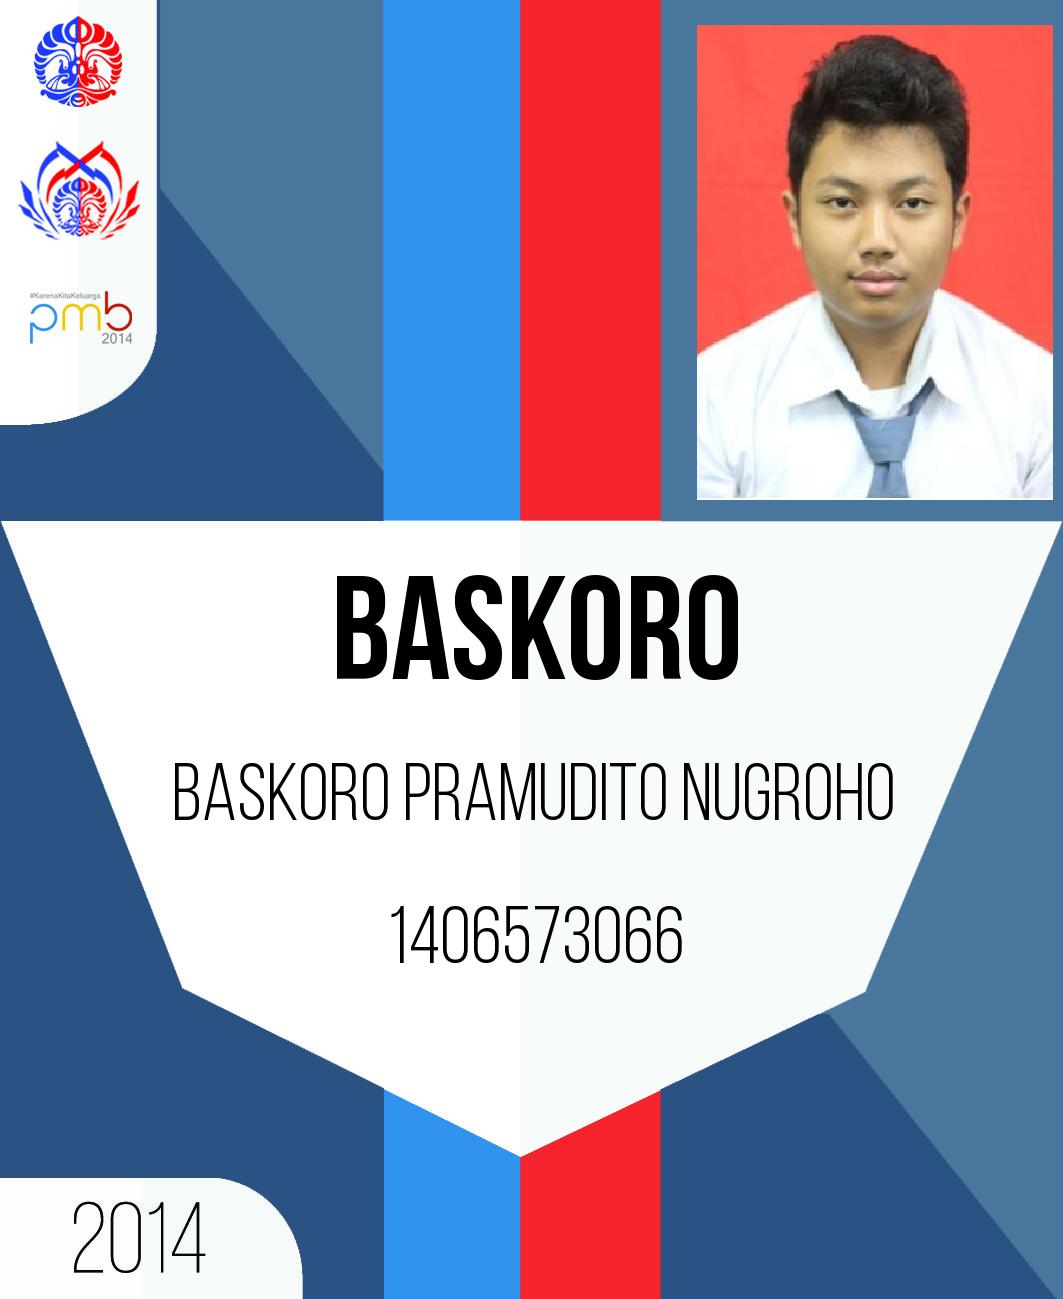 #KarenaKitaKeluarga
pmb
2014
BASKORO
BASKORO PRAMUDITO NUGROHO
1406573066
2014